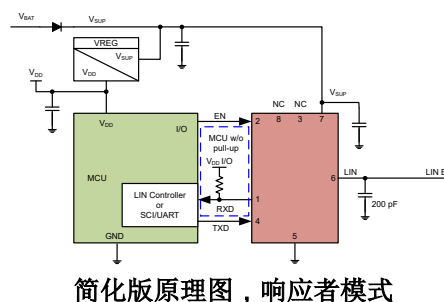 VBAT
VSUP
VREG
VSUP
VDD
VDD
VDD
I/O
EN
2
NC
8
NC
3
7
VSUP
MCU w/o
pull-up
VDD I/O
MCU
LIN Controller
or
SCI/UART
1
RXD
4
TXD
6
LIN
LIN B
200 pF
GND
5
简化版原理图，响应者模式